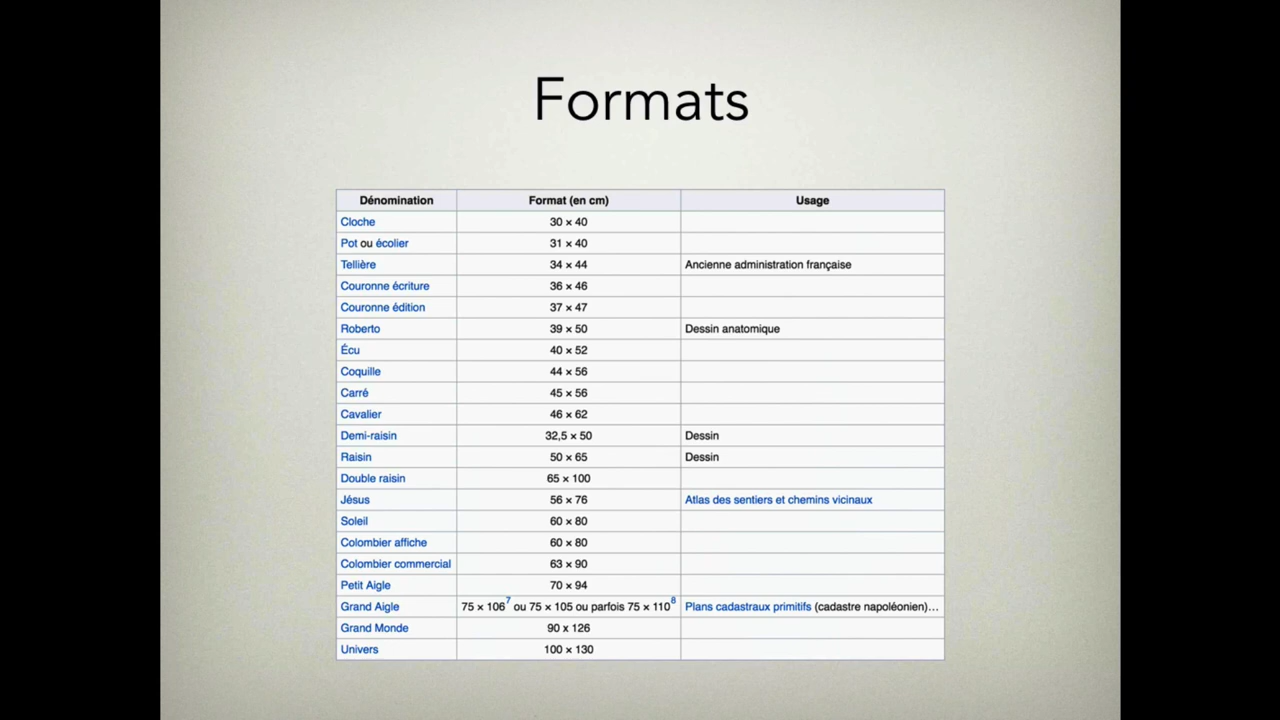 Formats
Dénomination Format (en cm) Usage
Cloche 30 × 40
Pot ou écolier 31 × 40
Tellière 34 × 44 Ancienne administration française
Couronne écriture 36 × 46
Couronne édition 37 × 47
Roberto 39 × 50 Dessin anatomique
Écu 40 × 52
Coquille 44 × 56
Carré 45 × 56
Cavalier 46 × 62
Demi-raisin 32,5 × 50 Dessin
Raisin 50 × 65 Dessin
Double raisin 65 × 100
Jésus 56 × 76 Atlas des sentiers et chemins vicinaux
Soleil 60 × 80
Colombier affiche 60 × 80
Colombier commercial 63 × 90
Petit Aigle 70 × 94
Grand Aigle 75 × 106⁷ ou 75 × 105 ou parfois 75 × 110⁸ Plans cadastraux primitifs (cadastre napoléonien)…
Grand Monde 90 x 126
Univers 100 × 130